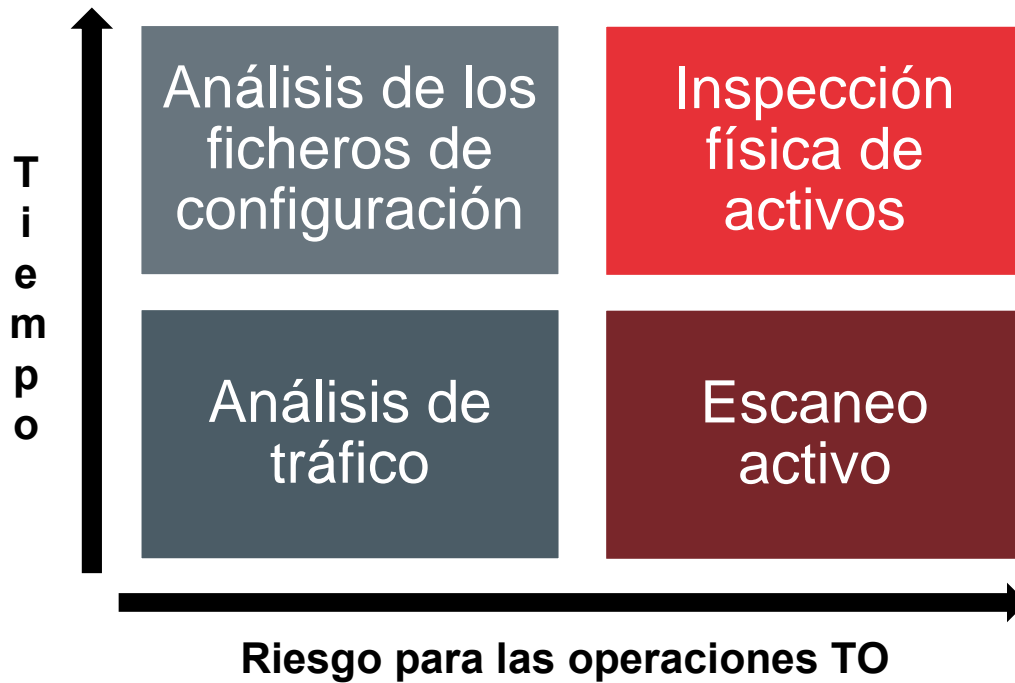 Tiempo
Análisis de los
ficheros de
configuración
Inspección
física de
activos
Análisis de
tráfico
Escaneo
activo
Riesgo para las operaciones TO